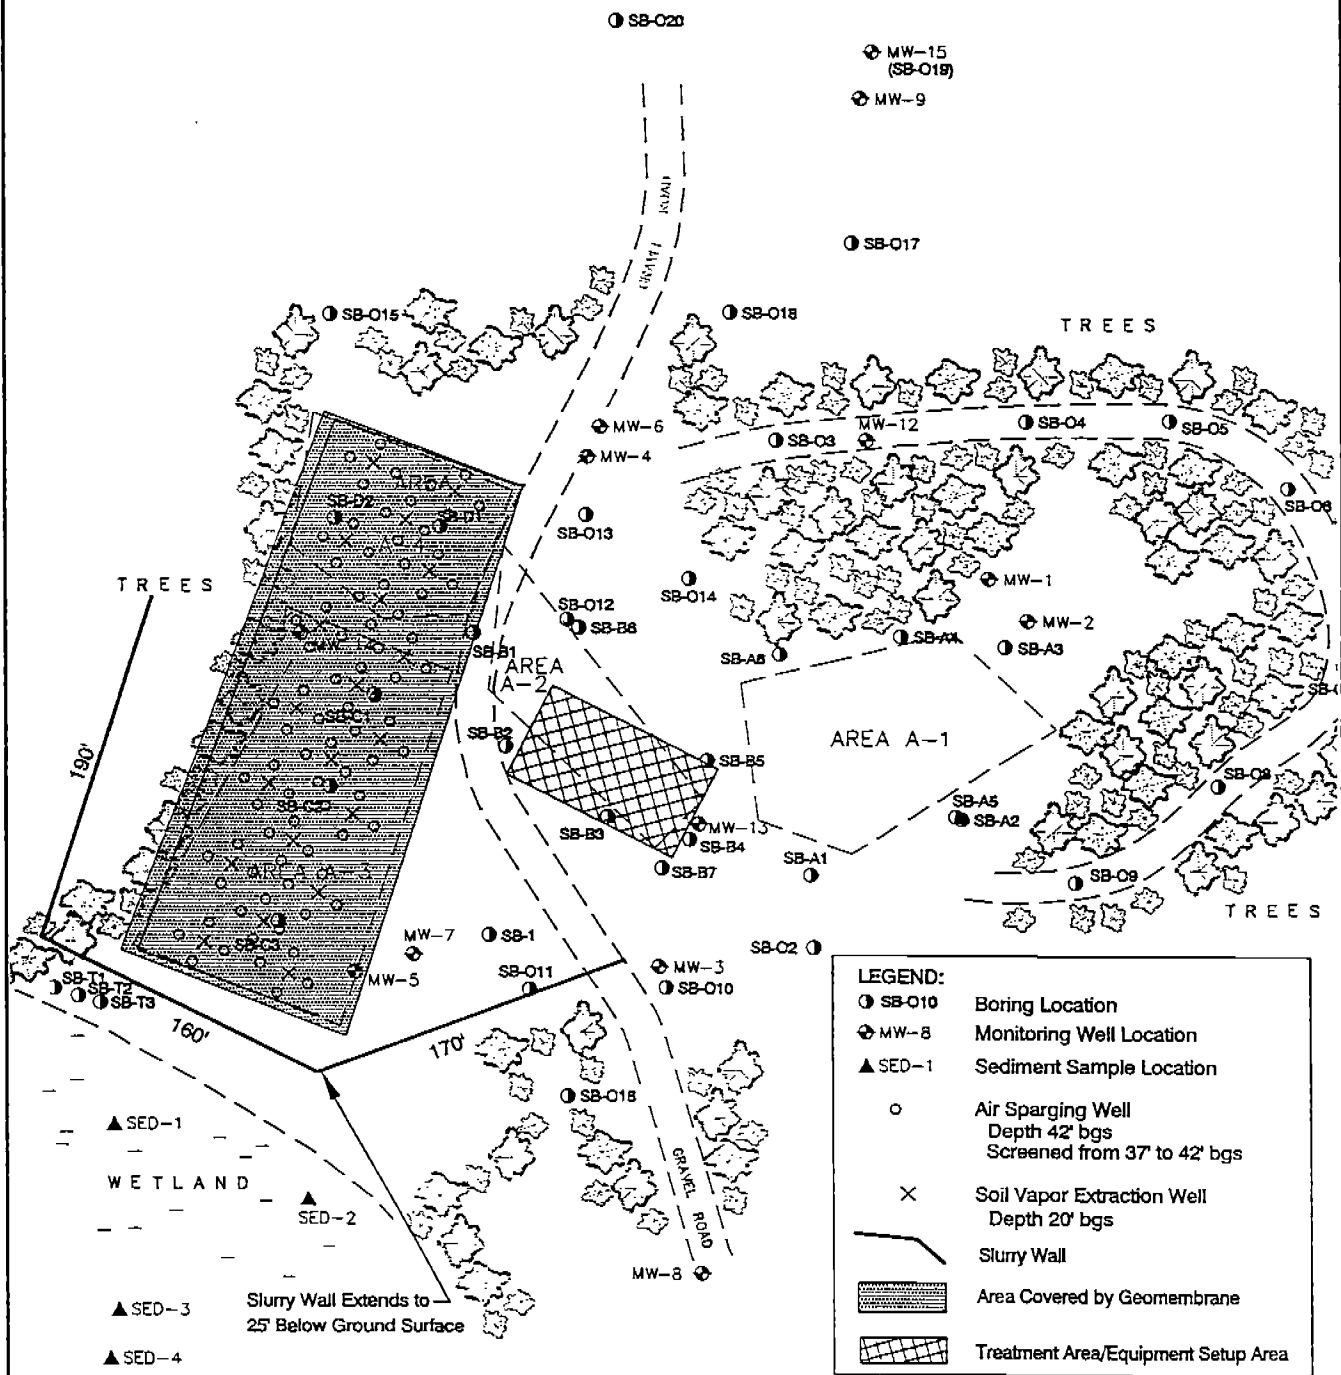 SB-O20
MW-15
(SB-O19)
MW-9
SB-O17
SB-O15
SB-O18
TREES
MW-6
MW-12
SB-O3
SB-O4
SB-O5
MW-4
SB-O6
AREA
SB-D2
SB-D1
SB-O13
TREES
MW-1
SB-O14
SB-O12
SB-B6
MW-2
SB-A4
SB-A3
SB-A6
MW-14
SB-B1
AREA
A-2
SB-C1
SB-B2
AREA A-1
SB-B5
190'
SB-O8
SB-C2
SB-A5
SB-A2
SB-B3
MW-13
SB-B4
SB-A1
SB-B7
AREA A-3
SB-O9
TREES
SB-C3
MW-7
SB-1
SB-O2
MW-5
SB-O11
MW-3
SB-O10
SB-T1
SB-T2
SB-T3
160'
170'
SB-O16
SED-1
WETLAND
SED-2
GRAVEL ROAD
MW-8
Slurry Wall Extends to
25' Below Ground Surface
SED-3
SED-4
LEGEND:
SB-O10 Boring Location
MW-8 Monitoring Well Location
SED-1 Sediment Sample Location
Air Sparging Well
Depth 42' bgs
Screened from 37' to 42' bgs
Soil Vapor Extraction Well
Depth 20' bgs
Slurry Wall
Area Covered by Geomembrane
Treatment Area/Equipment Setup Area